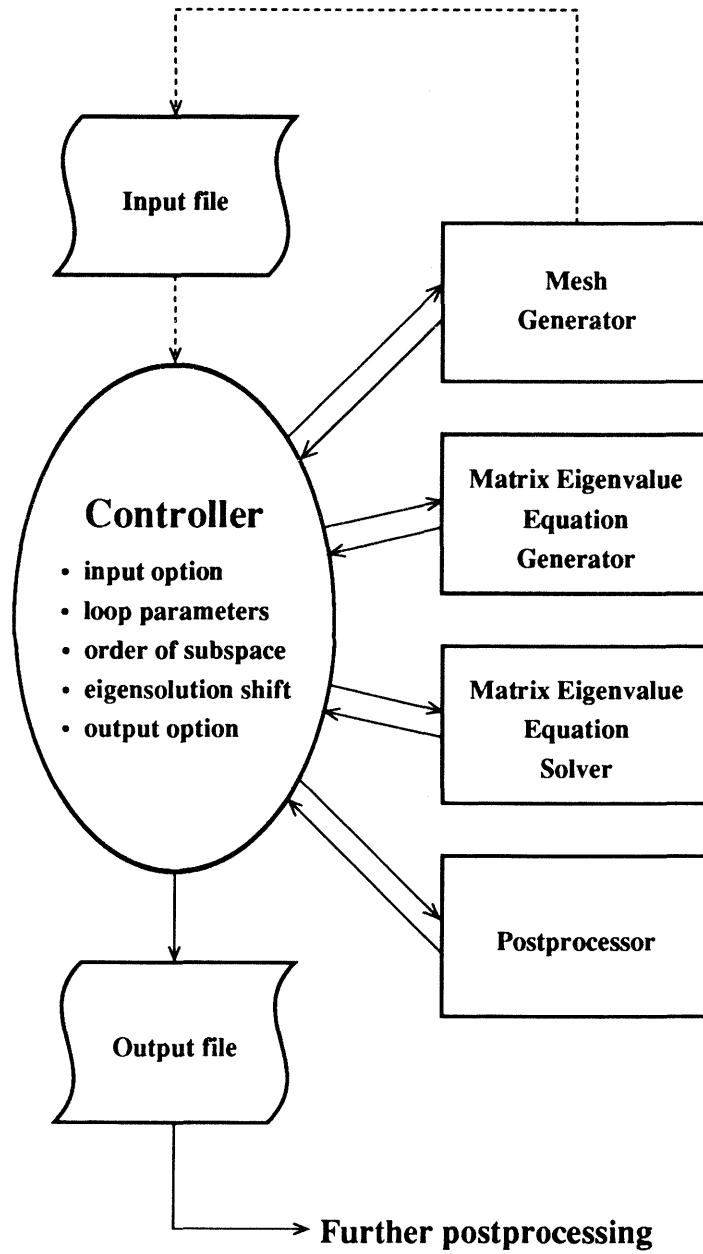 Input file
Mesh
Generator
Controller
• input option
• loop parameters
• order of subspace
• eigensolution shift
• output option
Matrix Eigenvalue
Equation
Generator
Matrix Eigenvalue
Equation
Solver
Postprocessor
Output file
Further postprocessing